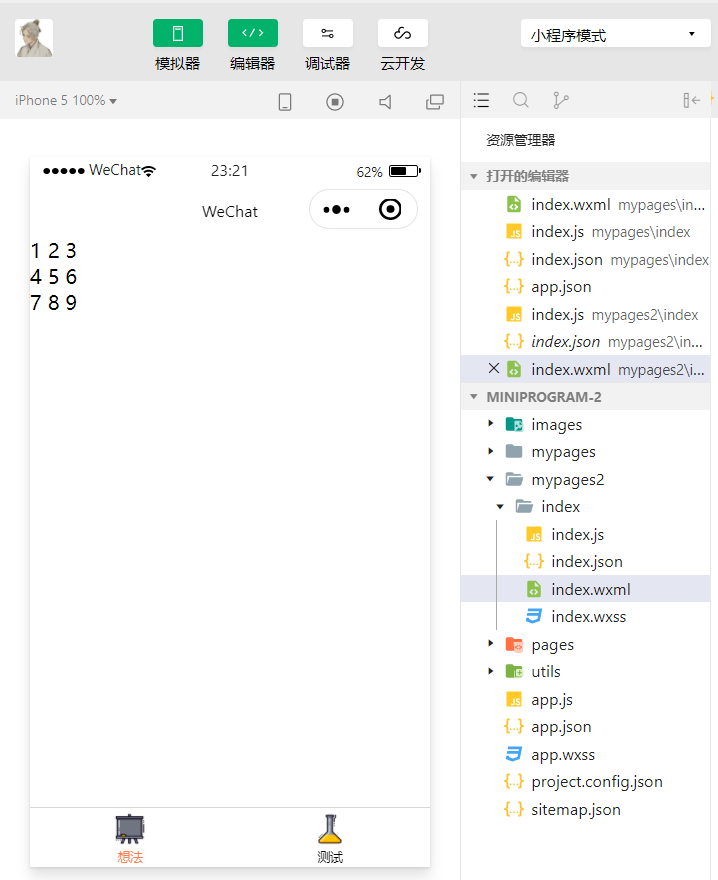 模拟器 编辑器 调试器 云开发 小程序模式
iPhone 5 100%
WeChat 23:21 62%
WeChat
1 2 3
4 5 6
7 8 9
想法 测试
资源管理器
打开的编辑器
index.wxml mypages\in...
JS index.js mypages\index
{..} index.json mypages\index
{..} app.json
JS index.js mypages2\index
{..} index.json mypages2\in...
index.wxml mypages2\i...
MINIPROGRAM-2
images
mypages
mypages2
index
JS index.js
{..} index.json
index.wxml
index.wxss
pages
utils
JS app.js
{..} app.json
app.wxss
{..} project.config.json
{..} sitemap.json